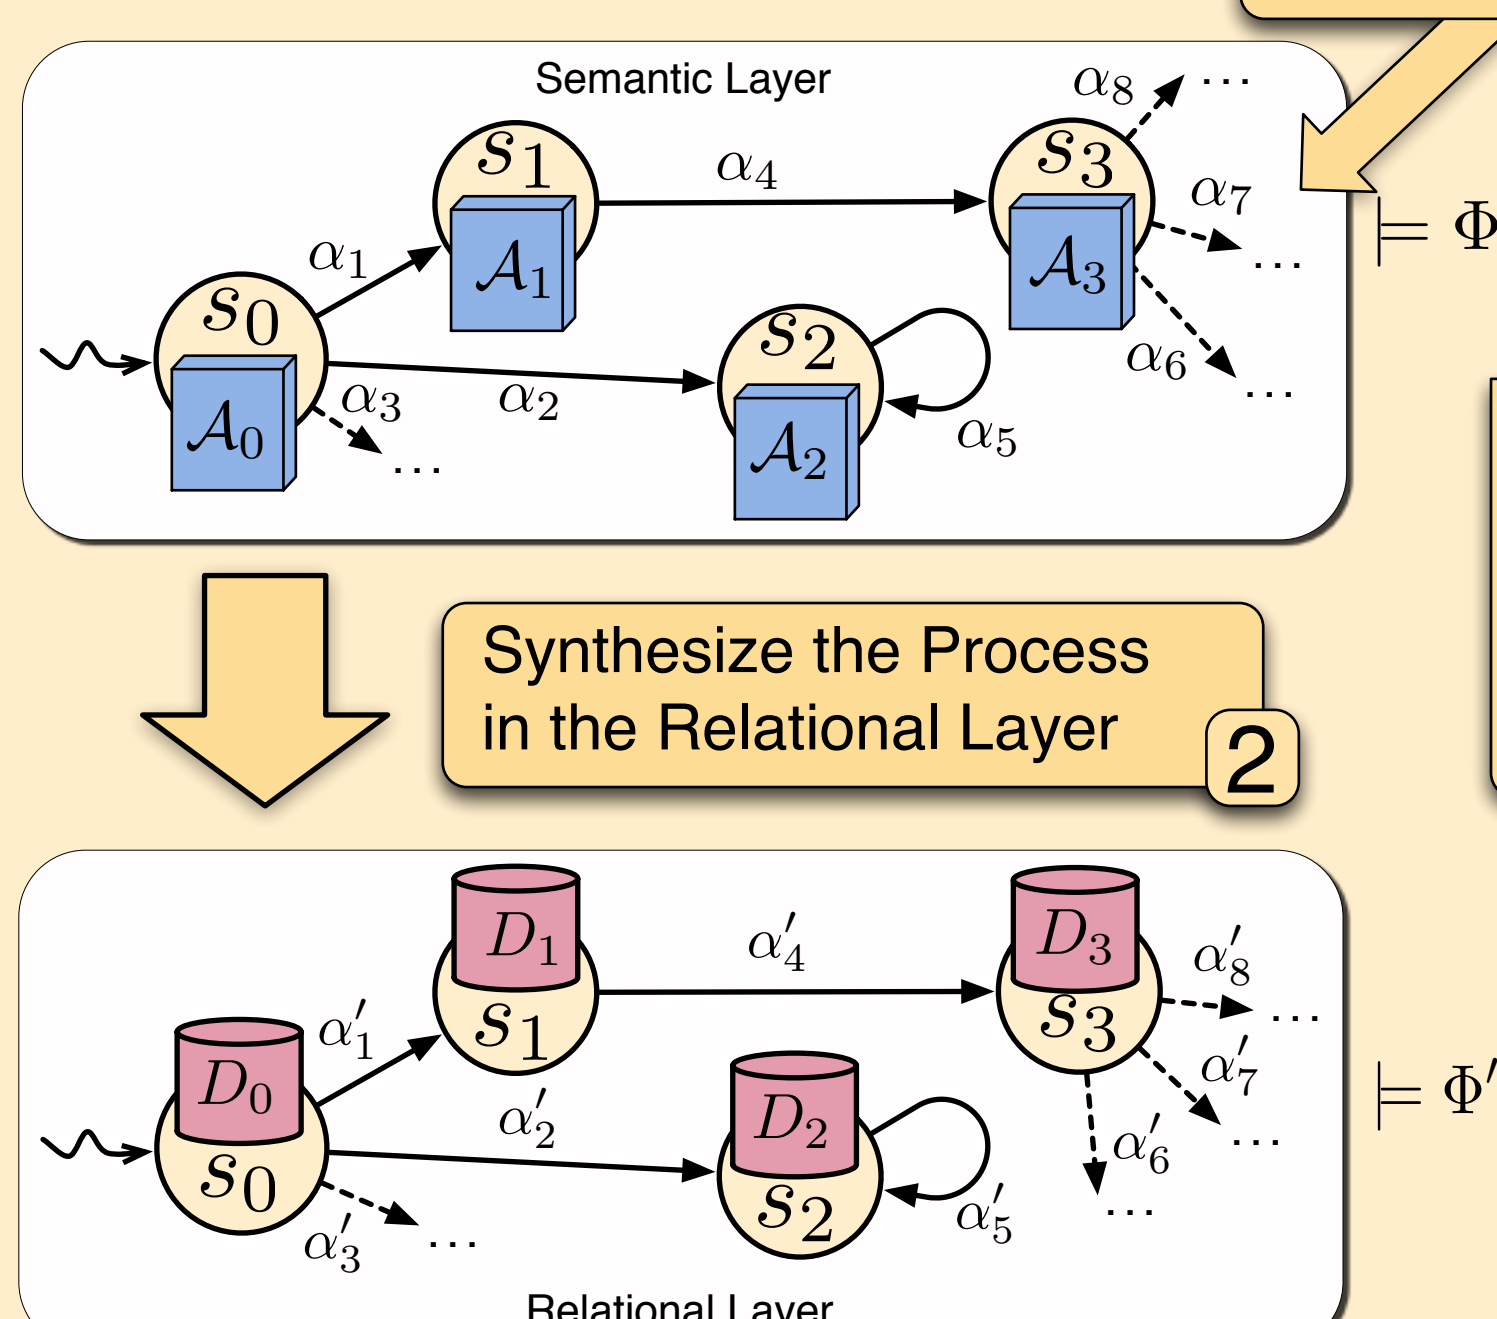 Semantic Layer
α₈ ...
s₁ α₄ s₃ α₇ ...
A₁ A₃ ⊨ Φ
α₁
s₀ s₂ α₆ ...
α₃ α₂
A₀ ... A₂ α₅
Synthesize the Process
in the Relational Layer
2
D₁ α′₄ D₃ α′₈ ...
α′₁ s₁ s₃ α′₇ ...
D₀ α′₂ D₂ α′₆ ... ⊨ Φ′
s₀ s₂ α′₅
α′₃ ...
Relational Layer